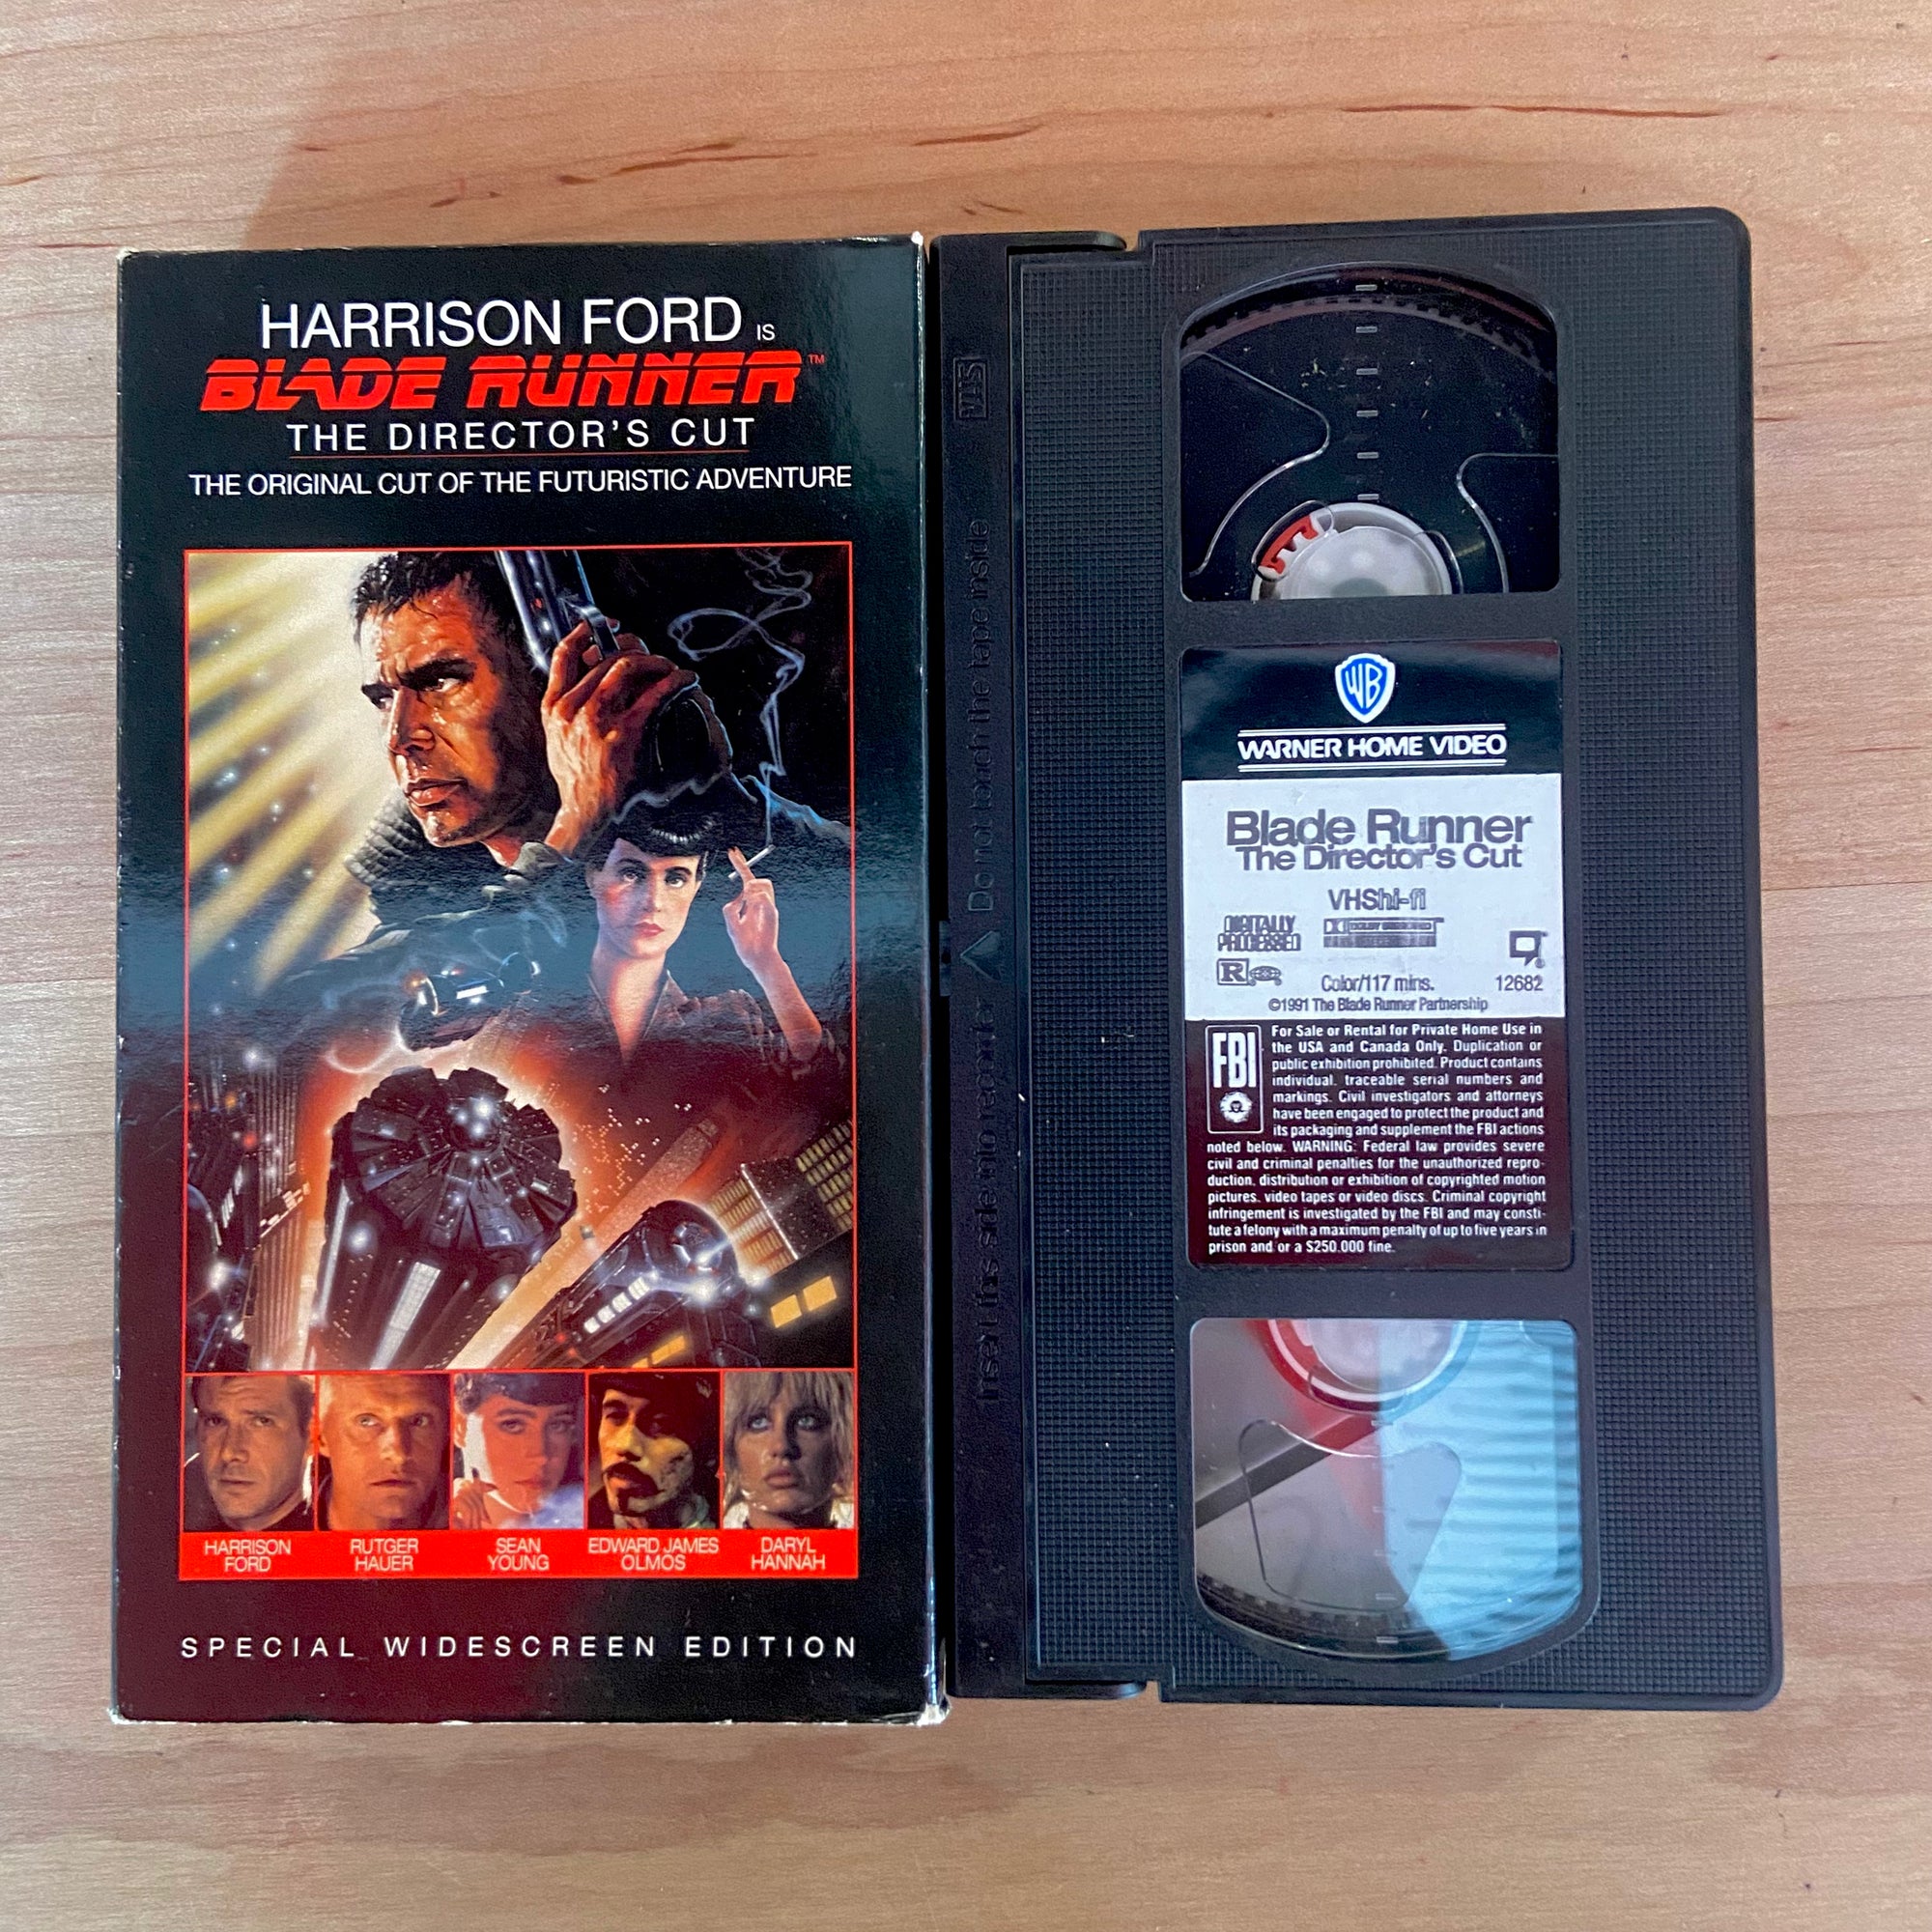 HARRISON FORD IS
BLADE RUNNER™
THE DIRECTOR'S CUT
THE ORIGINAL CUT OF THE FUTURISTIC ADVENTURE
HARRISON FORD
RUTGER HAUER
SEAN YOUNG
EDWARD JAMES OLMOS
DARYL HANNAH
SPECIAL WIDESCREEN EDITION
VHS
Do not touch the tape inside
Insert this side into recorder
WB
WARNER HOME VIDEO
Blade Runner
The Director's Cut
VHS hi-fi
DIGITALLY
PROCESSED
R
Color/117 mins.
12682
©1991 The Blade Runner Partnership
FBI
For Sale or Rental for Private Home Use in
the USA and Canada Only. Duplication or
public exhibition prohibited. Product contains
individual, traceable serial numbers and
markings. Civil investigators and attorneys
have been engaged to protect the product and
its packaging and supplement the FBI actions
noted below. WARNING: Federal law provides severe
civil and criminal penalties for the unauthorized repro-
duction, distribution or exhibition of copyrighted motion
pictures, video tapes or video discs. Criminal copyright
infringement is investigated by the FBI and may consti-
tute a felony with a maximum penalty of up to five years in
prison and/or a $250.000 fine.